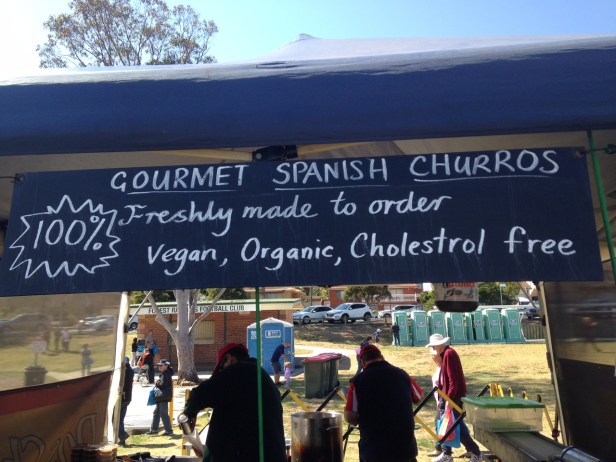 GOURMET SPANISH CHURROS
100%
Freshly made to order
Vegan, Organic, Cholestrol free
FOOTBALL CLUB